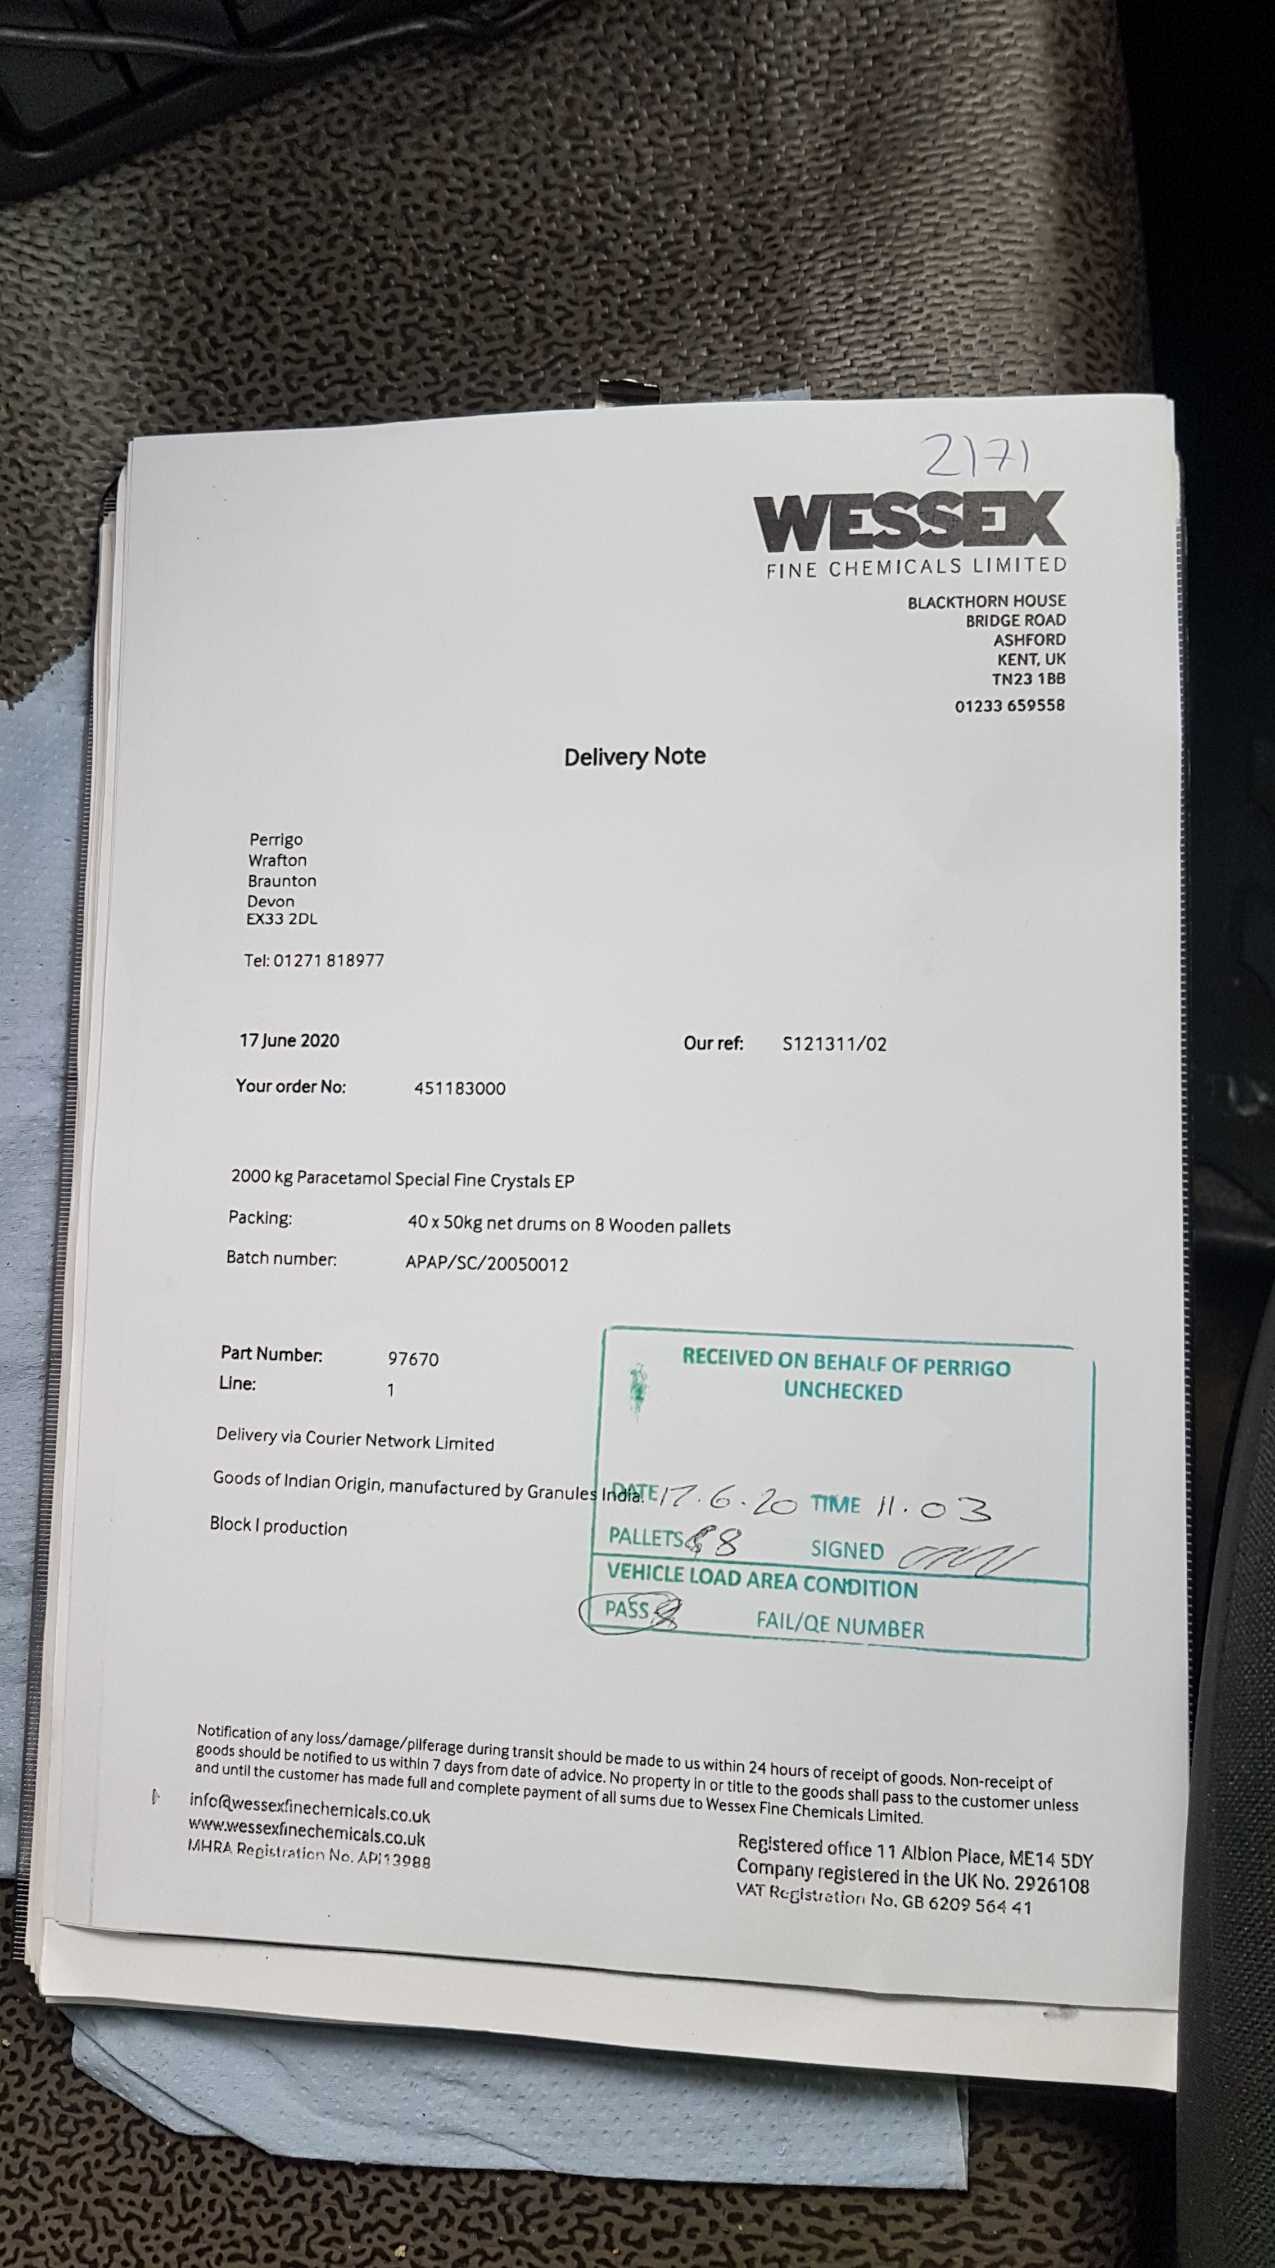 2171
WESSEX
FINE CHEMICALS LIMITED
BLACKTHORN HOUSE
BRIDGE ROAD
ASHFORD
KENT, UK
TN23 1BB
01233 659558
Delivery Note
Perrigo
Wrafton
Braunton
Devon
EX33 2DL
Tel: 01271 818977
17 June 2020 Our ref: S121311/02
Your order No: 451183000
2000 kg Paracetamol Special Fine Crystals EP
Packing: 40 x 50kg net drums on 8 Wooden pallets
Batch number: APAP/SC/20050012
Part Number: 97670
Line: 1
Delivery via Courier Network Limited
Goods of Indian Origin, manufactured by Granules India.
Block I production
RECEIVED ON BEHALF OF PERRIGO
UNCHECKED
DATE 17.6.20 TIME 11.03
PALLETS 8 SIGNED
VEHICLE LOAD AREA CONDITION
PASS FAIL/QE NUMBER
Notification of any loss/damage/pilferage during transit should be made to us within 24 hours of receipt of goods. Non-receipt of
goods should be notified to us within 7 days from date of advice. No property in or title to the goods shall pass to the customer unless
and until the customer has made full and complete payment of all sums due to Wessex Fine Chemicals Limited.
info@wessexfinechemicals.co.uk
www.wessexfinechemicals.co.uk
MHRA Registration No. API13988
Registered office 11 Albion Place, ME14 5DY
Company registered in the UK No. 2926108
VAT Registration No. GB 6209 564 41